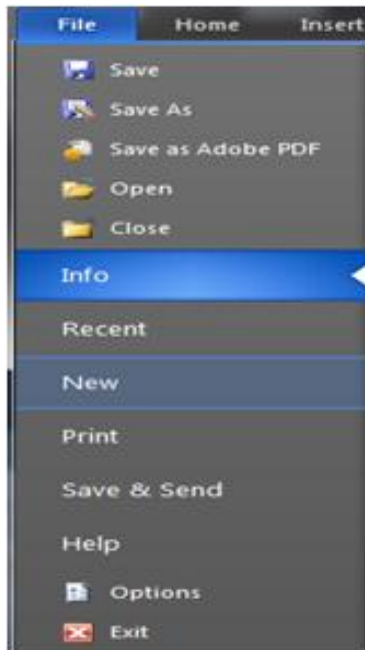 File Home Insert
Save
Save As
Save as Adobe PDF
Open
Close
Info
Recent
New
Print
Save & Send
Help
Options
Exit